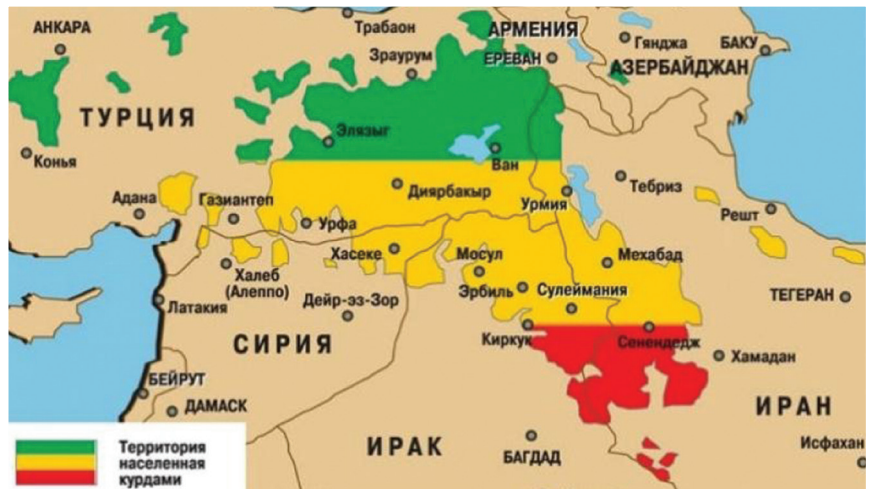 Трабаон
АНКАРА
АРМЕНИЯ
Гянджа
БАКУ
Зраурум
ЕРЕВАН
АЗЕРБАЙДЖАН
ТУРЦИЯ
Элязыг
Конья
Ван
Диярбакыр
Тебриз
Адана
Газиантеп
Урмия
Решт
Урфа
Хасеке
Мосул
Мехабад
Халеб
(Алеппо)
Эрбиль
Сулеймания
ТЕГЕРАН
Латакия
Дейр-эз-Зор
Киркук
Сенендедж
СИРИЯ
Хамадан
БЕЙРУТ
ДАМАСК
ИРАН
ИРАК
Исфахан
БАГДАД
Территория
населенная
курдами